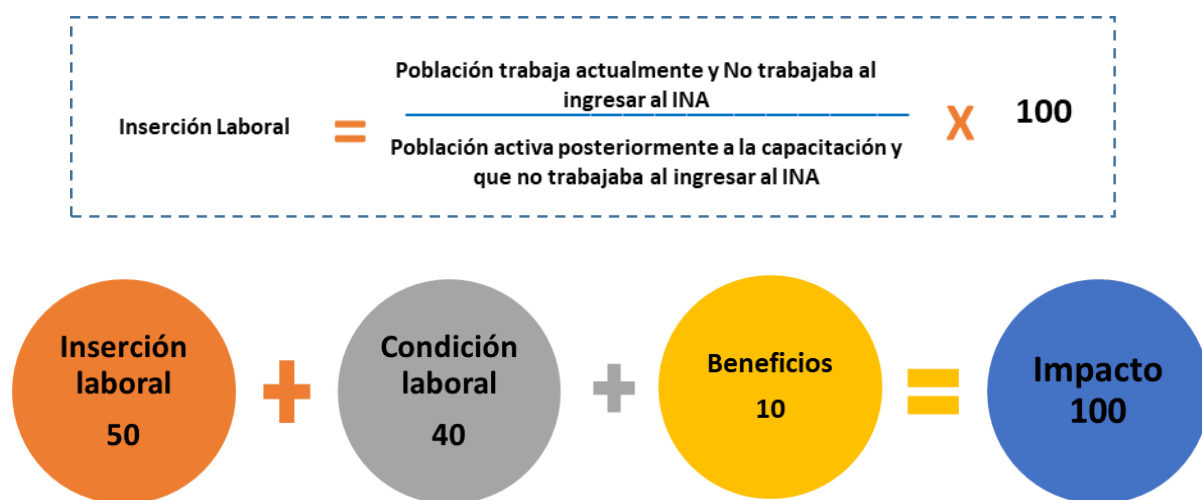 Población trabaja actualmente y No trabajaba al
ingresar al INA
Inserción Laboral = X 100
Población activa posteriormente a la capacitación y
que no trabajaba al ingresar al INA
Inserción
laboral
50
+
Condición
laboral
40
+
Beneficios
10
=
Impacto
100